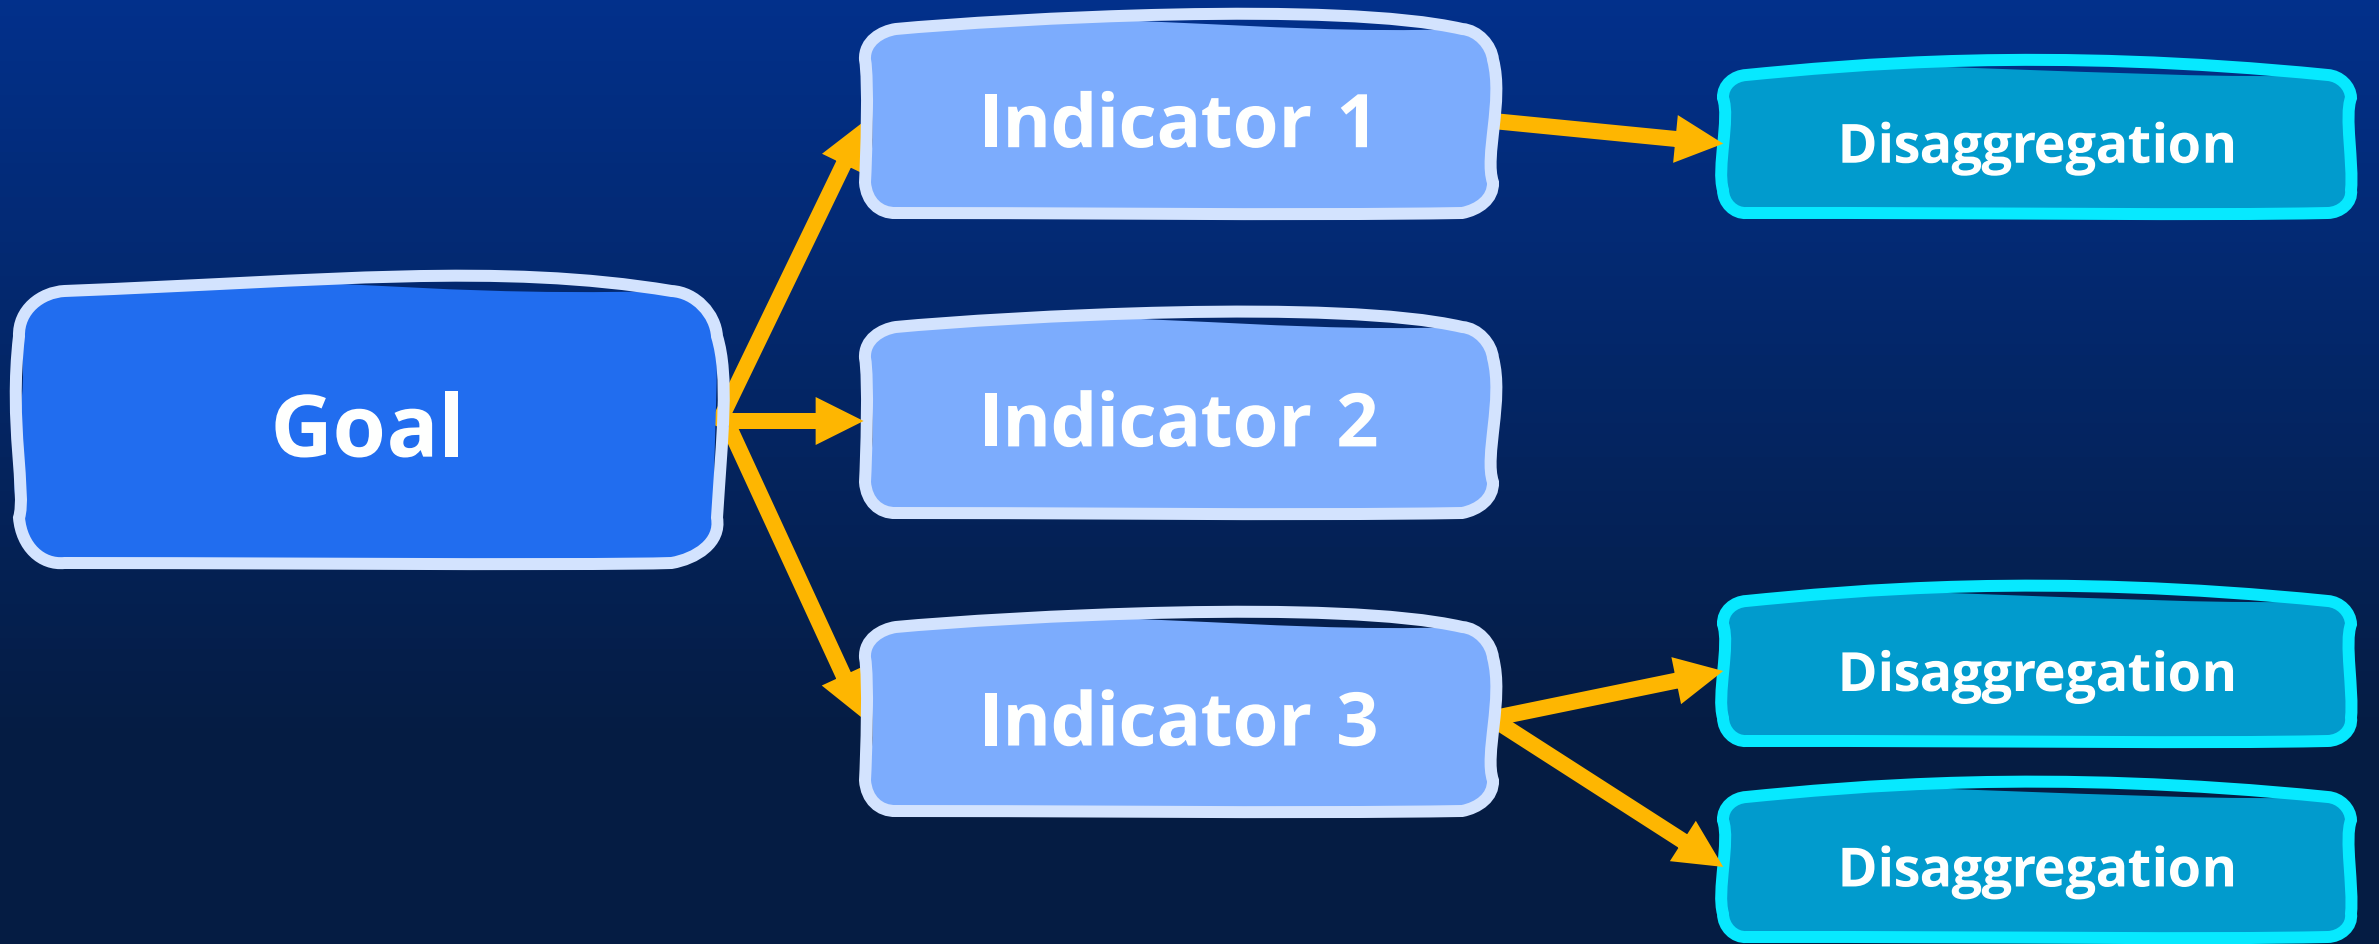 Goal
Indicator 1
Disaggregation
Indicator 2
Indicator 3
Disaggregation
Disaggregation